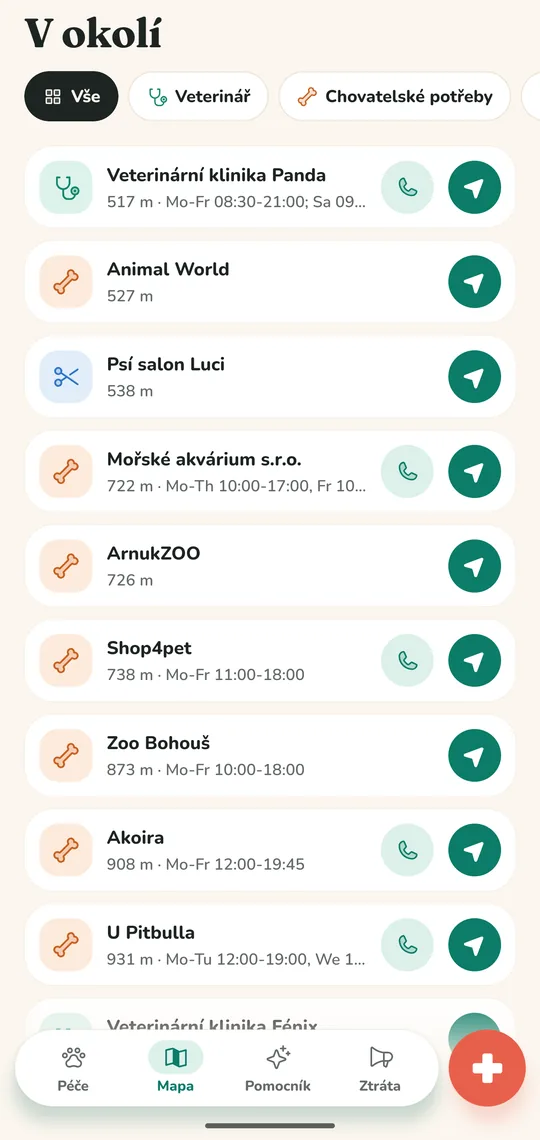 V okolí
Vše
Veterinář
Chovatelské potřeby
Veterinární klinika Panda
517 m · Mo-Fr 08:30-21:00; Sa 09...
Animal World
527 m
Psí salon Luci
538 m
Mořské akvárium s.r.o.
722 m · Mo-Th 10:00-17:00, Fr 10...
ArnukZOO
726 m
Shop4pet
738 m · Mo-Fr 11:00-18:00
Zoo Bohouš
873 m · Mo-Fr 10:00-18:00
Akoira
908 m · Mo-Fr 12:00-19:45
U Pitbulla
931 m · Mo-Tu 12:00-19:00, We 1...
Veterinární klinika Fénix
Péče
Mapa
Pomocník
Ztráta